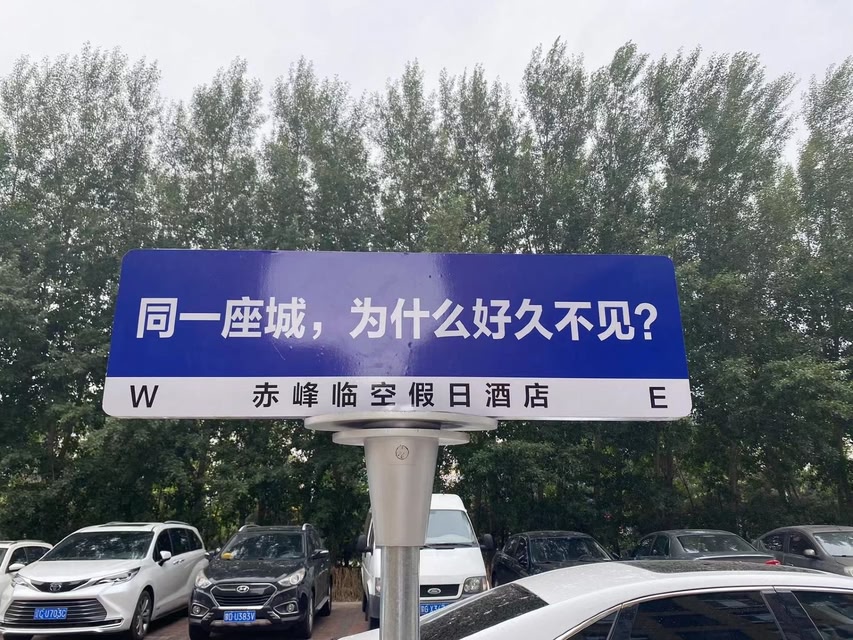 同一座城，为什么好久不见？
W 赤峰临空假日酒店 E